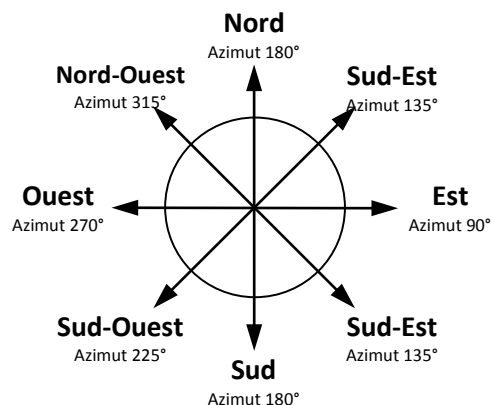 Nord
Azimut 180°
Nord-Ouest
Azimut 315°
Sud-Est
Azimut 135°
Ouest
Azimut 270°
Est
Azimut 90°
Sud-Ouest
Azimut 225°
Sud-Est
Azimut 135°
Sud
Azimut 180°